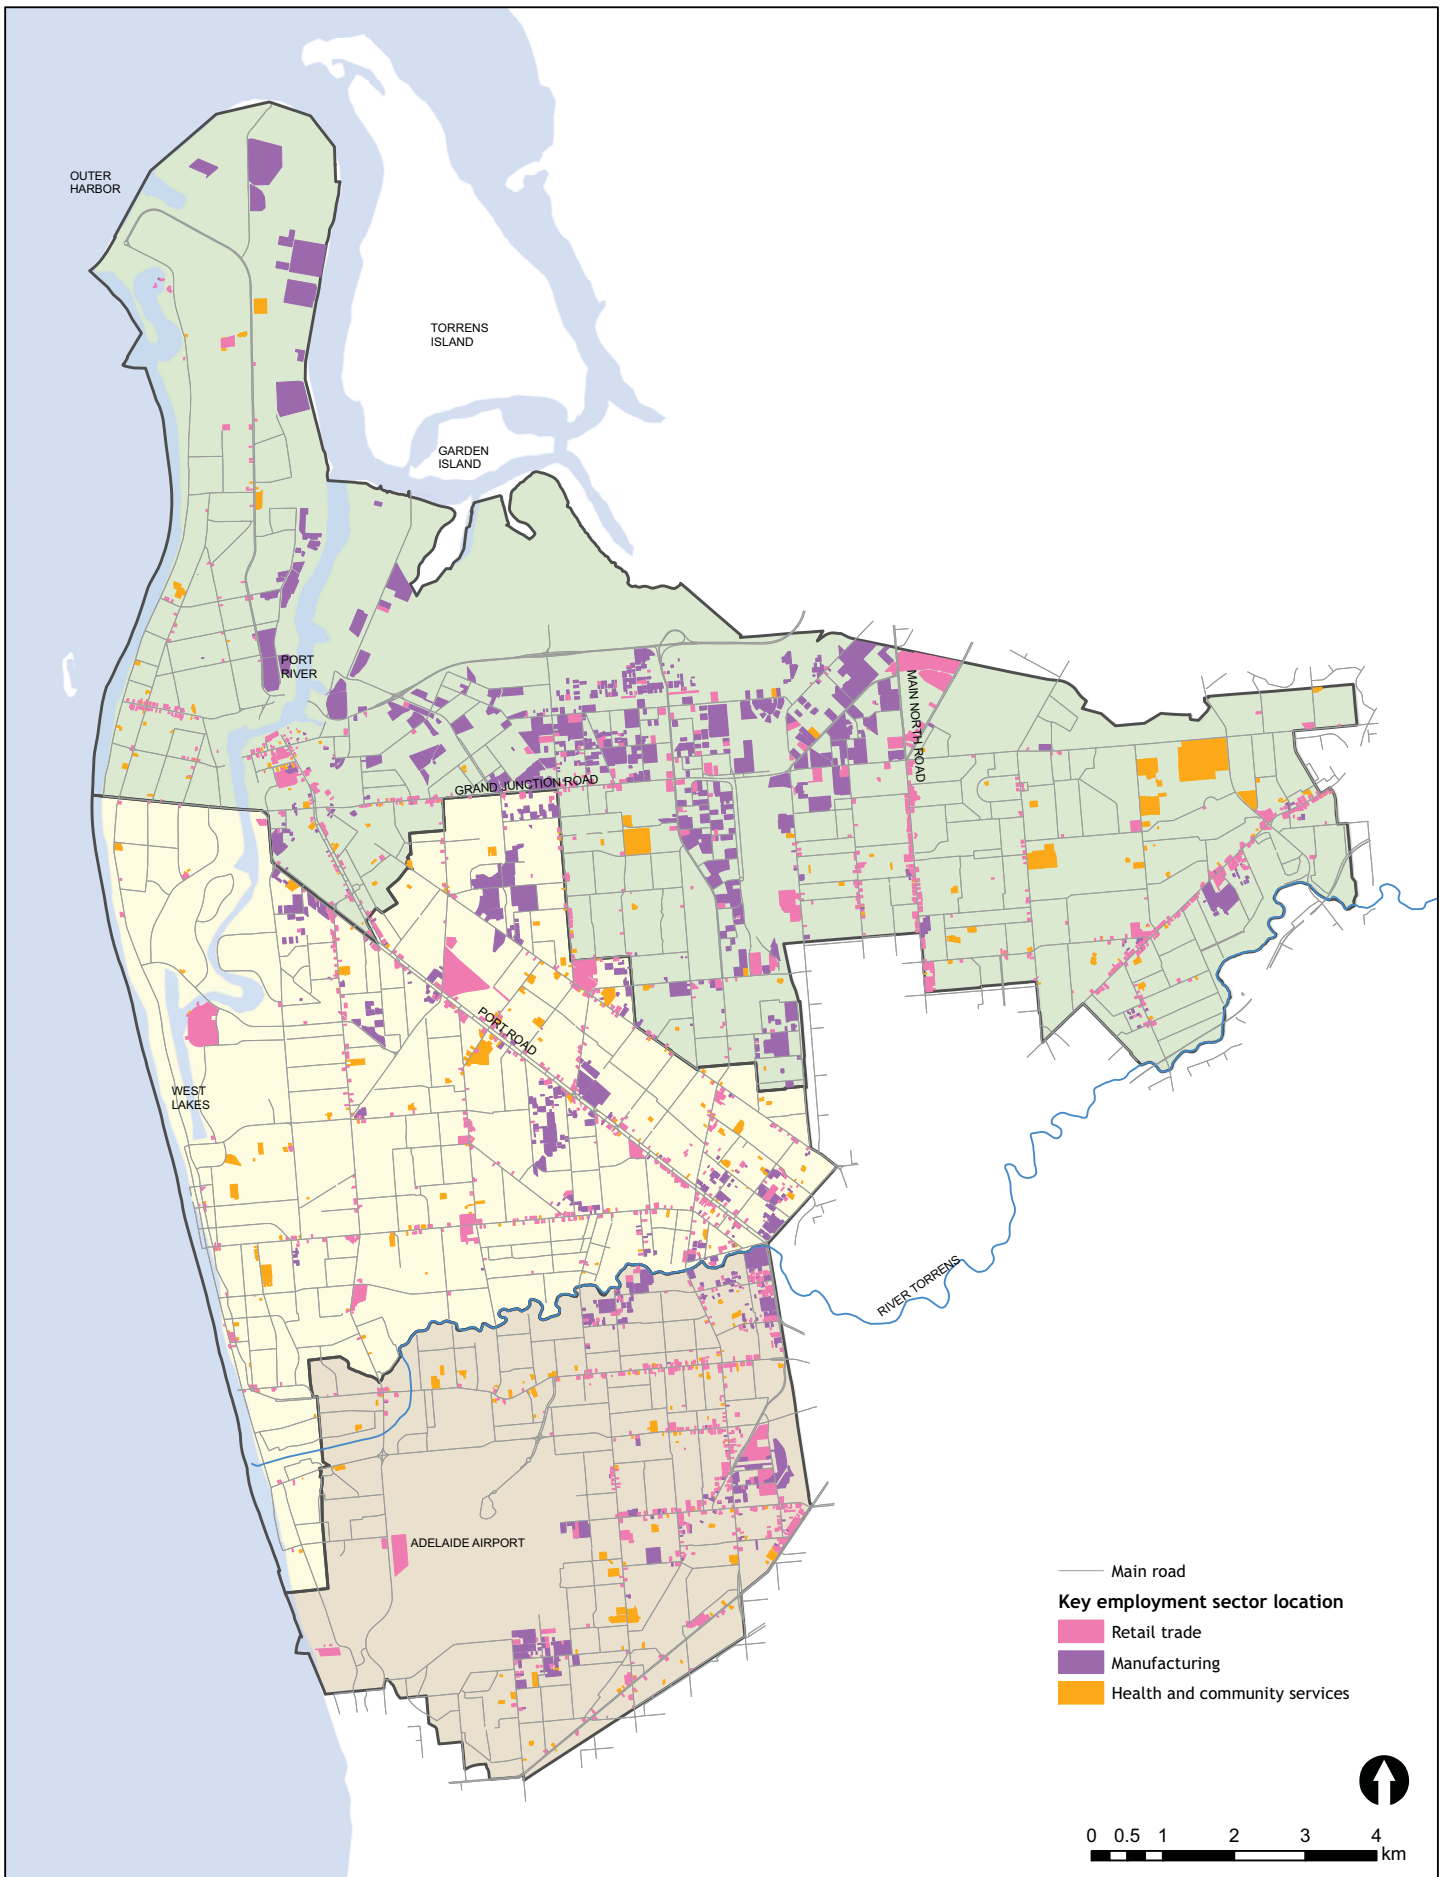 OUTER
HARBOR
TORRENS
ISLAND
GARDEN
ISLAND
PORT
RIVER
MAIN NORTH ROAD
GRAND JUNCTION ROAD
PORT ROAD
WEST
LAKES
RIVER TORRENS
ADELAIDE AIRPORT
Main road
Key employment sector location
Retail trade
Manufacturing
Health and community services
0 0.5 1 2 3 4
km